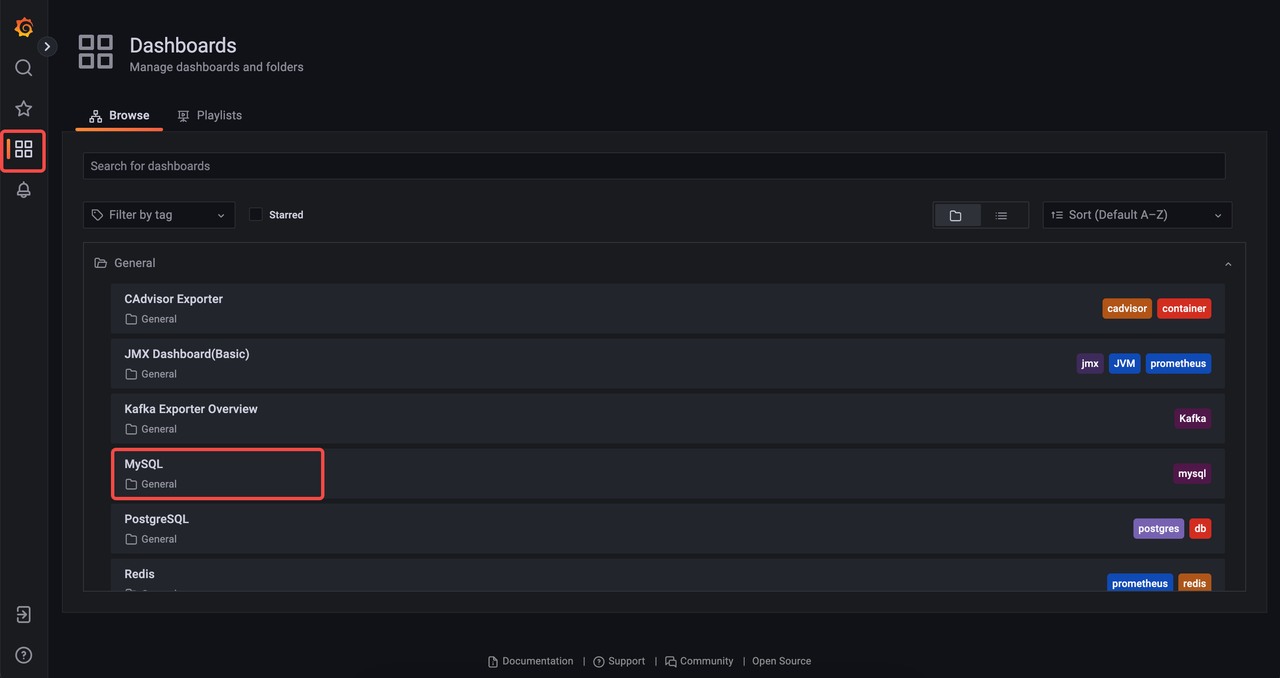 Dashboards
Manage dashboards and folders
Browse
Playlists
Search for dashboards
Filter by tag
Starred
Sort (Default A–Z)
General
CAdvisor Exporter
cadvisor
container
General
JMX Dashboard(Basic)
jmx
JVM
prometheus
General
Kafka Exporter Overview
Kafka
General
MySQL
mysql
General
PostgreSQL
postgres
db
General
Redis
prometheus
redis
Documentation | Support | Community | Open Source